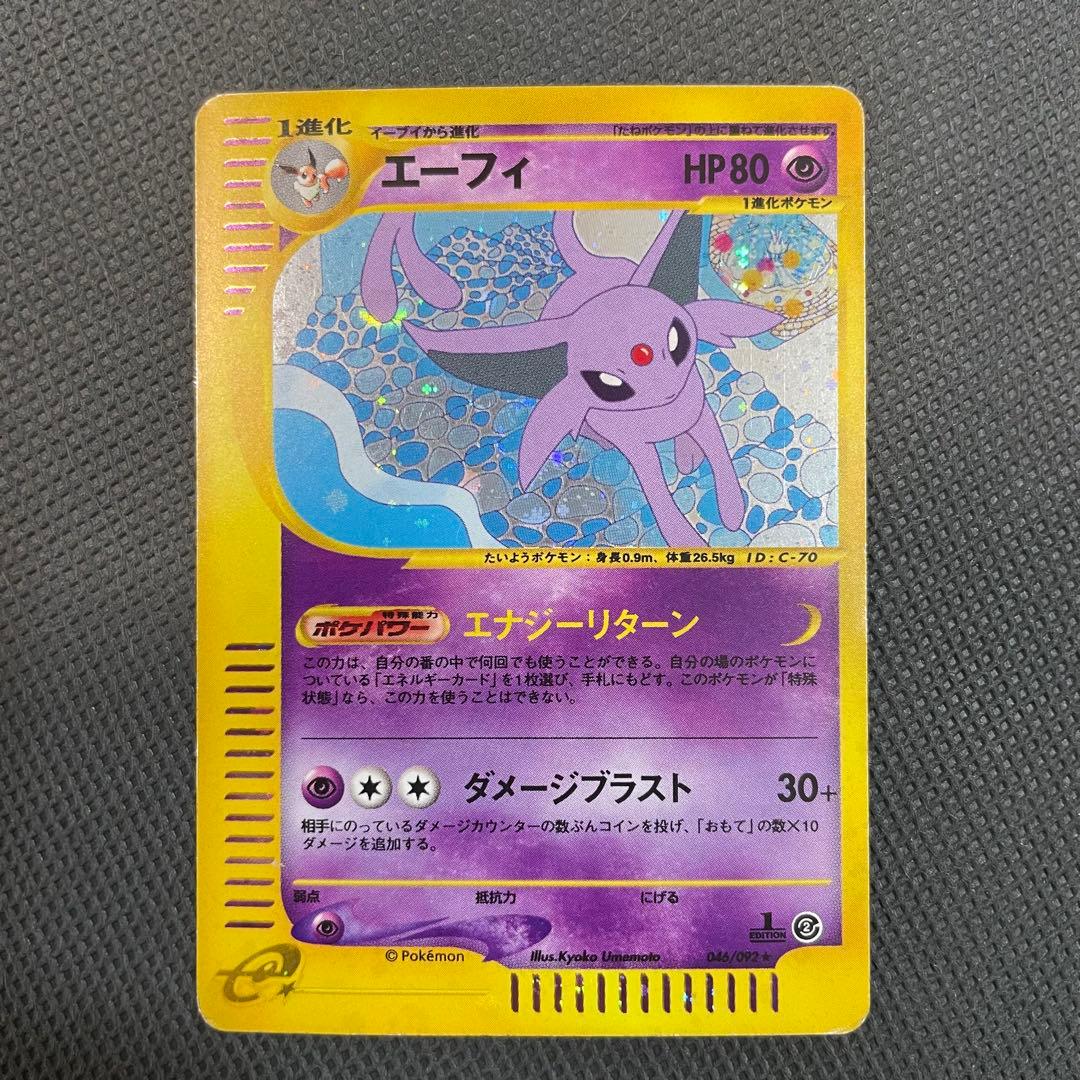 1進化 イーブイから進化 「たねポケモン」の上に重ねて進化させます。
エーフィ HP80
1進化ポケモン
たいようポケモン：身長0.9m、体重26.5kg ID：C-70
特殊能力
ポケパワー エナジーリターン
この力は、自分の番の中で何回でも使うことができる。自分の場のポケモンに
ついている「エネルギーカード」を1枚選び、手札にもどす。このポケモンが「特殊
状態」なら、この力を使うことはできない。
ダメージブラスト 30+
相手にのっているダメージカウンターの数ぶんコインを投げ、「おもて」の数×10
ダメージを追加する。
弱点 抵抗力 にげる
1
EDITION 2
© Pokémon Illus.Kyoko Umemoto 046/092★
e